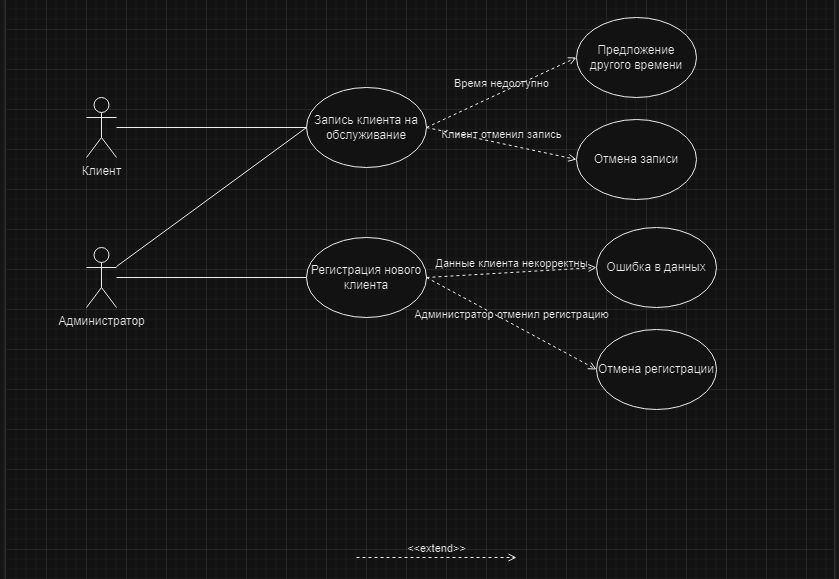 Предложение
другого времени
Время недоступно
Запись клиента на
обслуживание
Клиент отменил запись
Отмена записи
Клиент
Данные клиента некорректны
Ошибка в данных
Регистрация нового
клиента
Администратор отменил регистрацию
Администратор
Отмена регистрации
<<extend>>